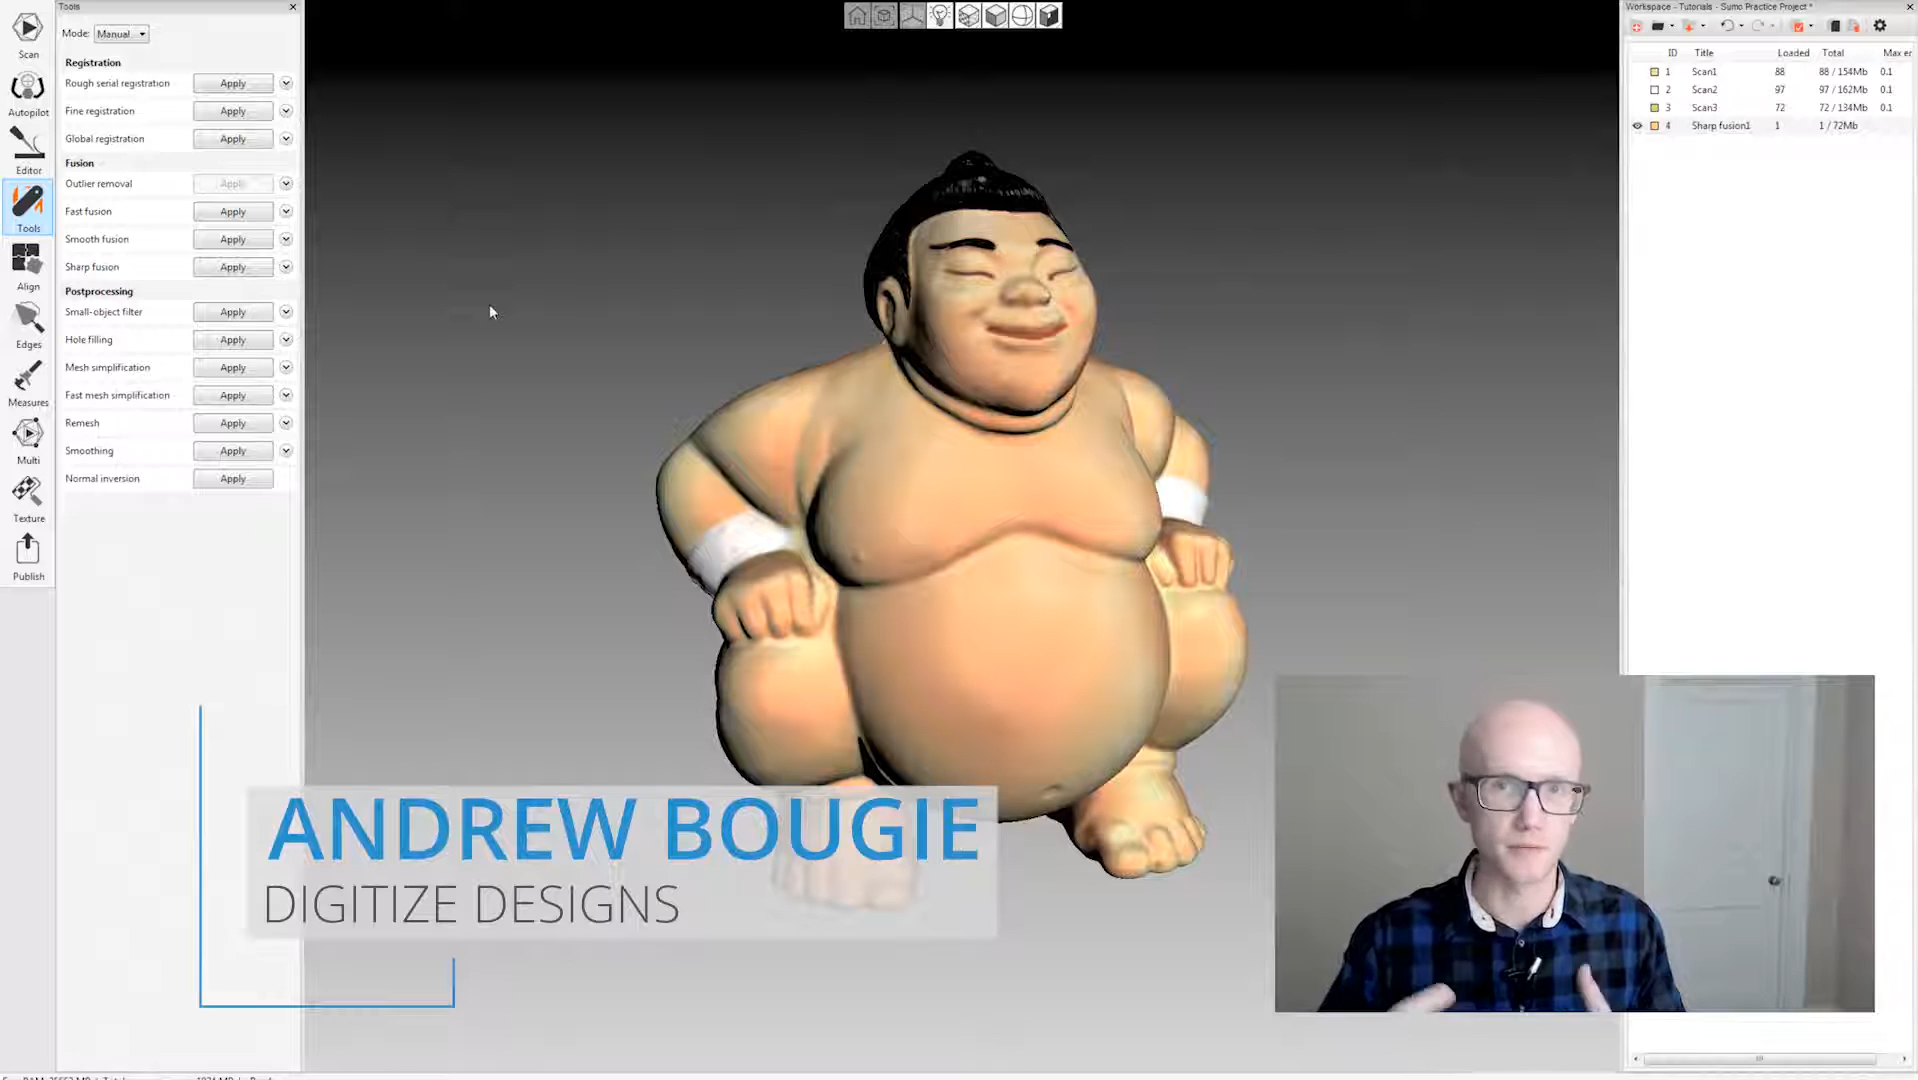 Tools
Workspace - Tutorials - Sumo Practice Project *
Mode: Manual
Scan
Autopilot
Editor
Tools
Align
Edges
Measures
Multi
Texture
Publish
Registration
Rough serial registration Apply
Fine registration Apply
Global registration Apply
Fusion
Outlier removal Apply
Fast fusion Apply
Smooth fusion Apply
Sharp fusion Apply
Postprocessing
Small-object filter Apply
Hole filling Apply
Mesh simplification Apply
Fast mesh simplification Apply
Remesh Apply
Smoothing Apply
Normal inversion Apply
ID Title Loaded Total Max er
1 Scan1 88 88 / 154Mb 0.1
2 Scan2 97 97 / 162Mb 0.1
3 Scan3 72 72 / 134Mb 0.1
4 Sharp fusion1 1 1 / 72Mb
ANDREW BOUGIE
DIGITIZE DESIGNS